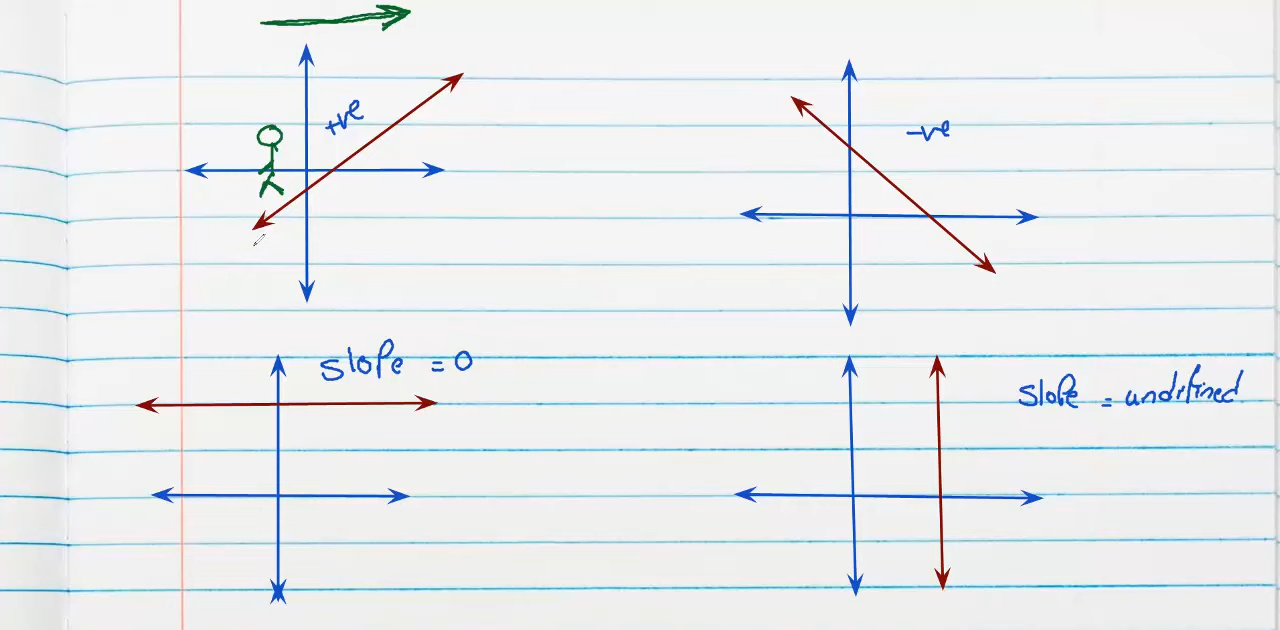 +ve
-ve
slope = 0
slope = undifined